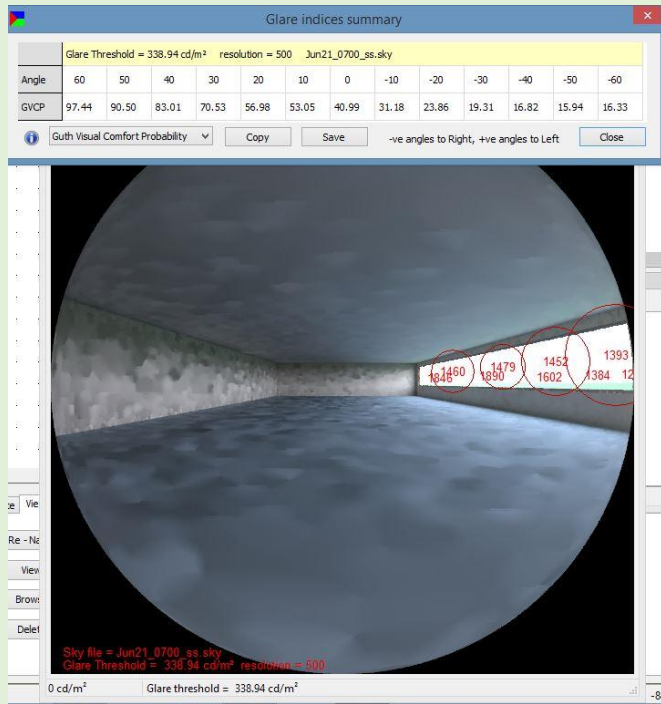 Glare indices summary
Glare Threshold = 338.94 cd/m² resolution = 500 Jun21_0700_ss.sky
Angle 60 50 40 30 20 10 0 -10 -20 -30 -40 -50 -60
GVCP 97.44 90.50 83.01 70.53 56.98 53.05 40.99 31.18 23.86 19.31 16.82 15.94 16.33
Guth Visual Comfort Probability Copy Save -ve angles to Right, +ve angles to Left Close
1460 1479 1452 1393
1846 1890 1602 1384 12
Vie
Re - Na
View
Brows
Delet
Sky file = Jun21_0700_ss.sky
Glare Threshold = 338.94 cd/m² resolution = 500
0 cd/m² Glare threshold = 338.94 cd/m²